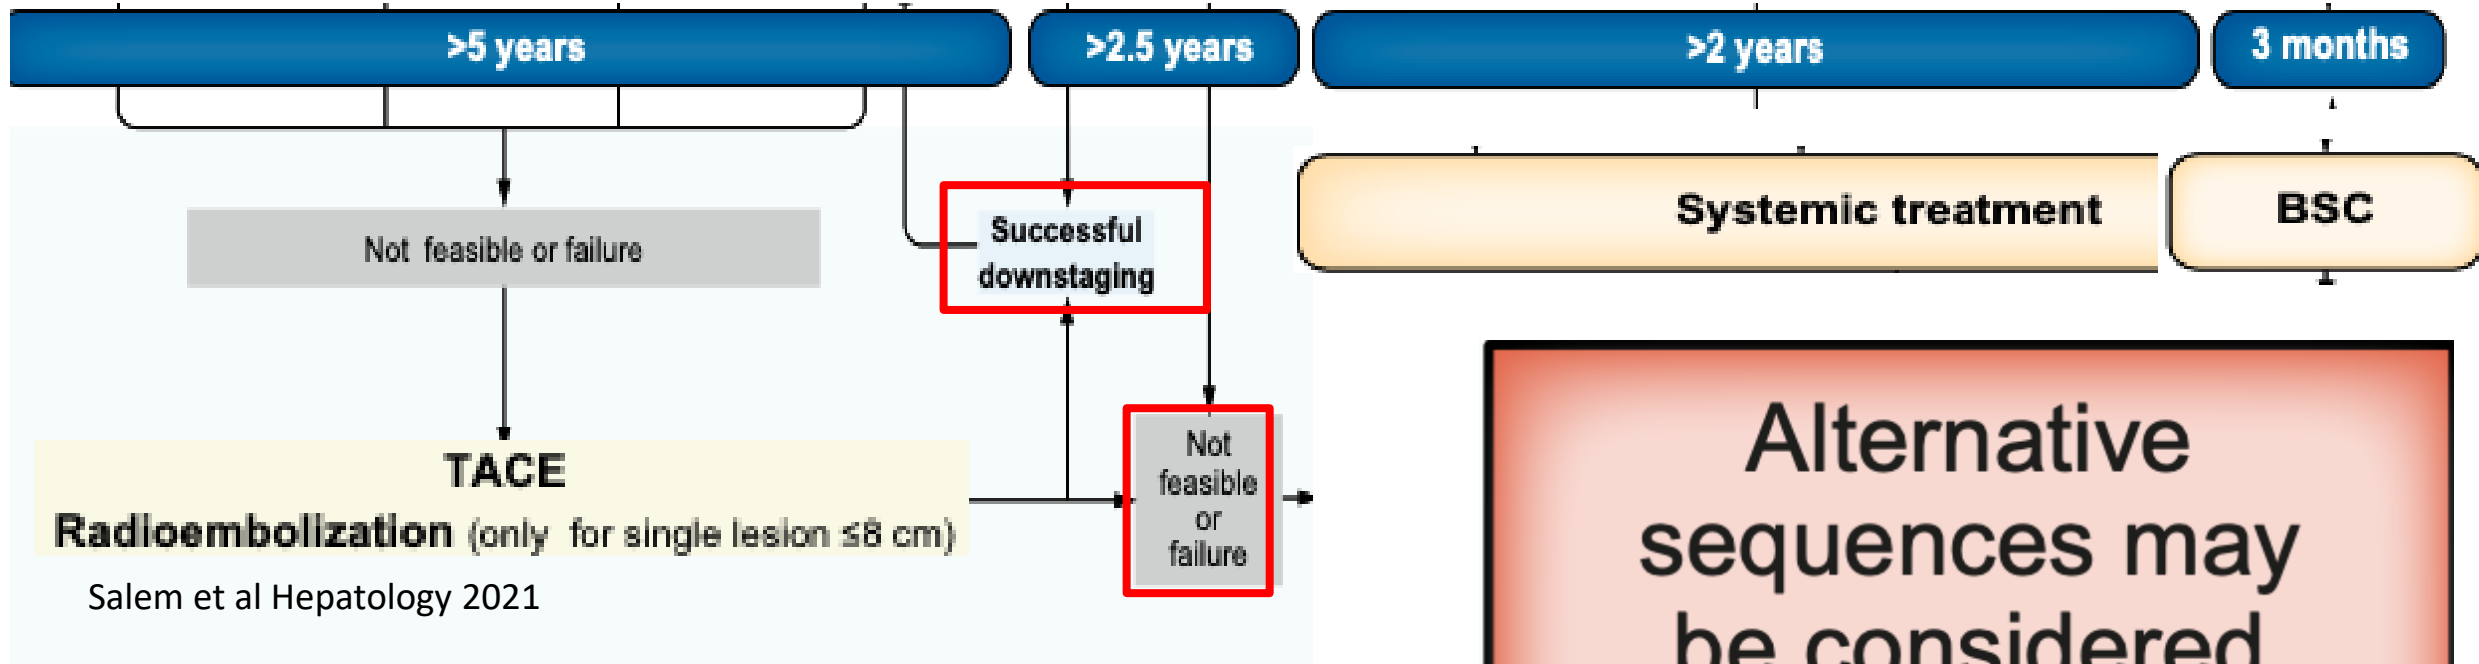 >5 years
>2.5 years
>2 years
3 months
Not feasible or failure
Successful
downstaging
Systemic treatment
BSC
TACE
Radioembolization (only for single lesion ≤8 cm)
Not
feasible
or
failure
Salem et al Hepatology 2021
Alternative
sequences may
be considered